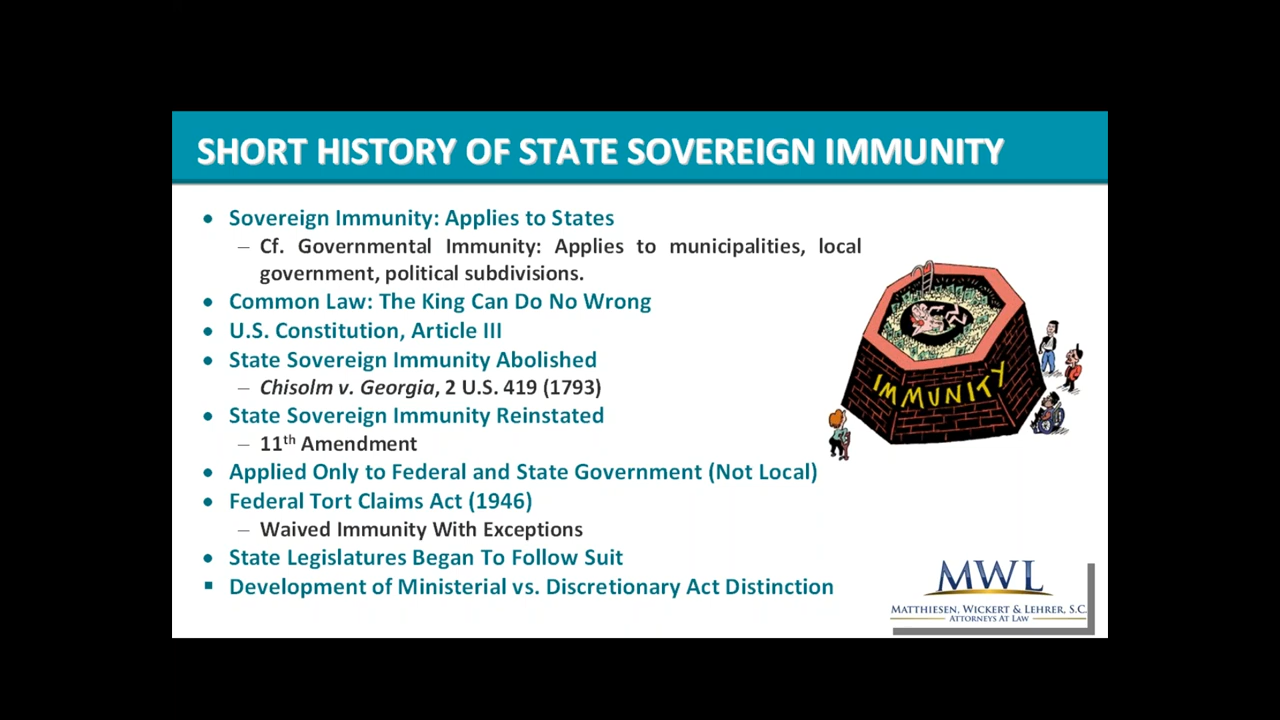 SHORT HISTORY OF STATE SOVEREIGN IMMUNITY
• Sovereign Immunity: Applies to States
– Cf. Governmental Immunity: Applies to municipalities, local
government, political subdivisions.
• Common Law: The King Can Do No Wrong
• U.S. Constitution, Article III
• State Sovereign Immunity Abolished
– Chisolm v. Georgia, 2 U.S. 419 (1793)
• State Sovereign Immunity Reinstated
– 11th Amendment
• Applied Only to Federal and State Government (Not Local)
• Federal Tort Claims Act (1946)
– Waived Immunity With Exceptions
• State Legislatures Began To Follow Suit
▪ Development of Ministerial vs. Discretionary Act Distinction
IMMUNITY
MWL
MATTHIESEN, WICKERT & LEHRER, S.C.
ATTORNEYS AT LAW